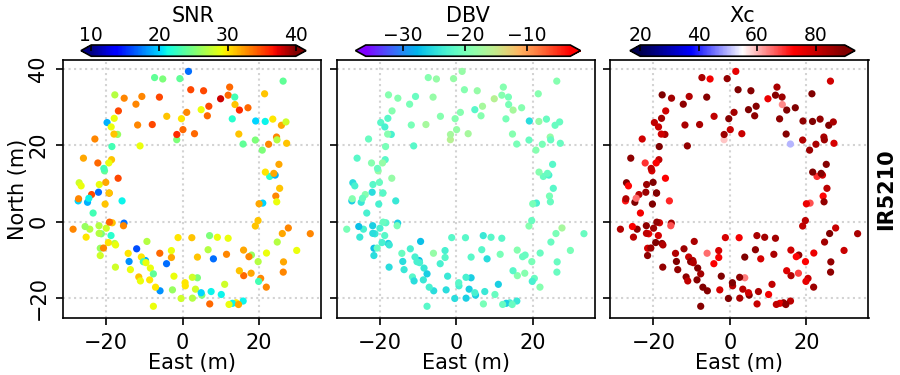 SNR DBV Xc
10 20 30 40 −30 −20 −10 20 40 60 80
40
20
0
−20
North (m)
IR5210
−20 0 20 −20 0 20 −20 0 20
East (m) East (m) East (m)